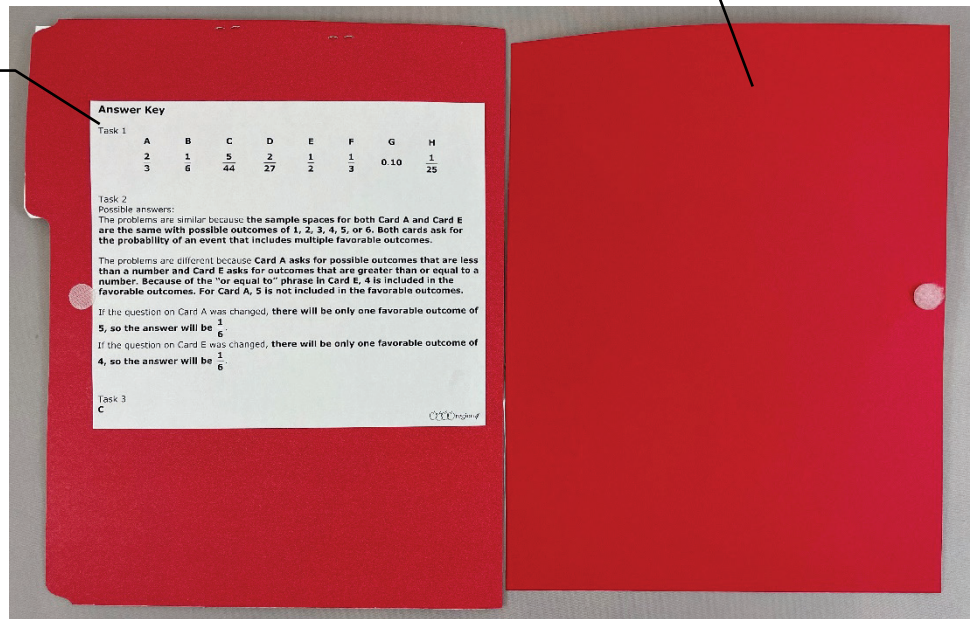 Answer Key
Task 1
A B C D E F G H
2/3 1/6 5/44 2/27 1/2 1/3 0.10 1/25
Task 2
Possible answers:
The problems are similar because the sample spaces for both Card A and Card E
are the same with possible outcomes of 1, 2, 3, 4, 5, or 6. Both cards ask for
the probability of an event that includes multiple favorable outcomes.
The problems are different because Card A asks for possible outcomes that are less
than a number and Card E asks for outcomes that are greater than or equal to a
number. Because of the "or equal to" phrase in Card E, 4 is included in the
favorable outcomes. For Card A, 5 is not included in the favorable outcomes.
If the question on Card A was changed, there will be only one favorable outcome of
5, so the answer will be 1/6.
If the question on Card E was changed, there will be only one favorable outcome of
4, so the answer will be 1/6.
Task 3
C
region4